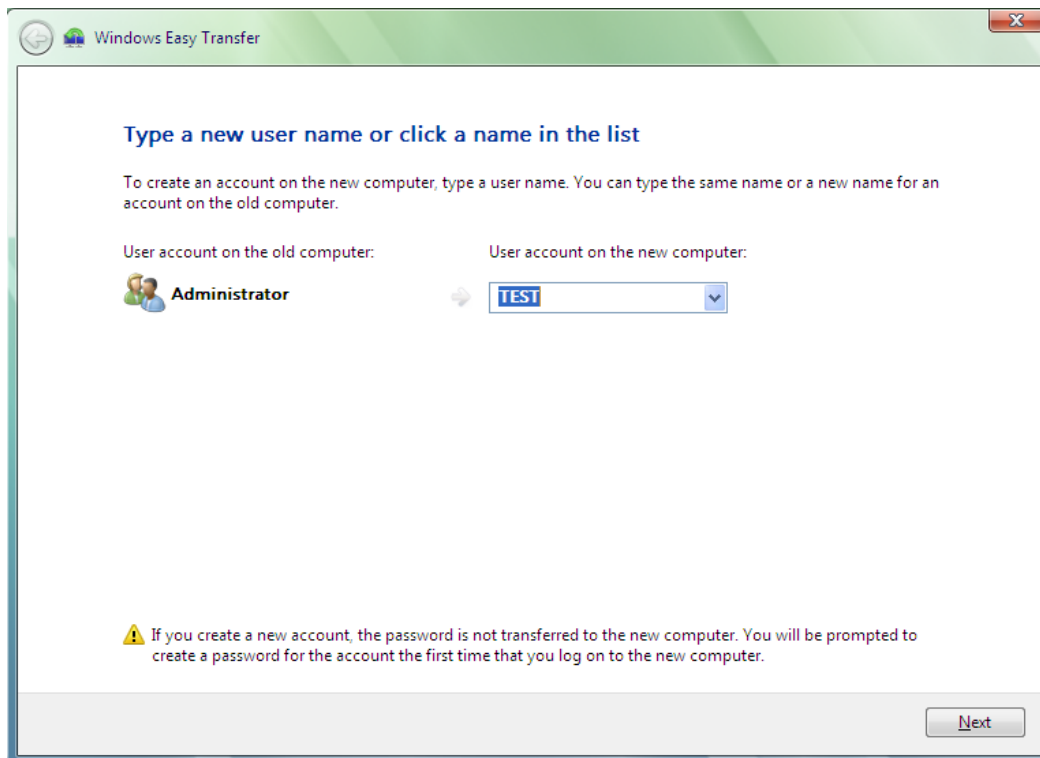 Windows Easy Transfer
X
Type a new user name or click a name in the list
To create an account on the new computer, type a user name. You can type the same name or a new name for an
account on the old computer.
User account on the old computer:
User account on the new computer:
Administrator
TEST
If you create a new account, the password is not transferred to the new computer. You will be prompted to
create a password for the account the first time that you log on to the new computer.
Next